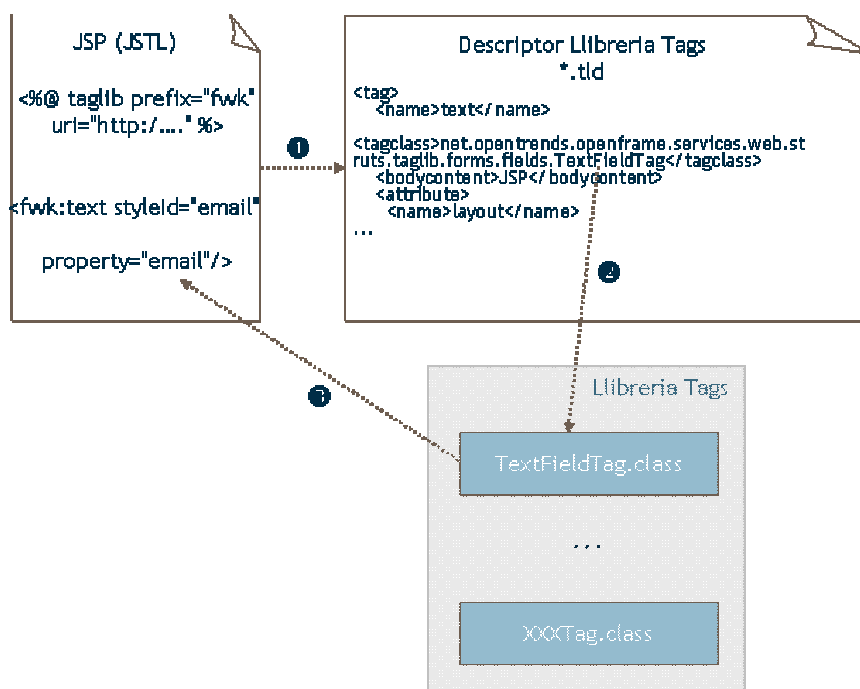 JSP (JSTL)
<%@ taglib prefix="fwk"
uri="http:/...." %>
<fwk:text styleId="email"
property="email"/>
1
Descriptor Llibreria Tags
*.tld
<tag>
<name>text</name>
<tagclass>net.opentrends.openframe.services.web.st
ruts.taglib.forms.fields.TextFieldTag</tagclass>
<bodycontent>JSP</bodycontent>
<attribute>
<name>layout</name>
...
2
3
Llibreria Tags
TextFieldTag.class
...
XXXTag.class